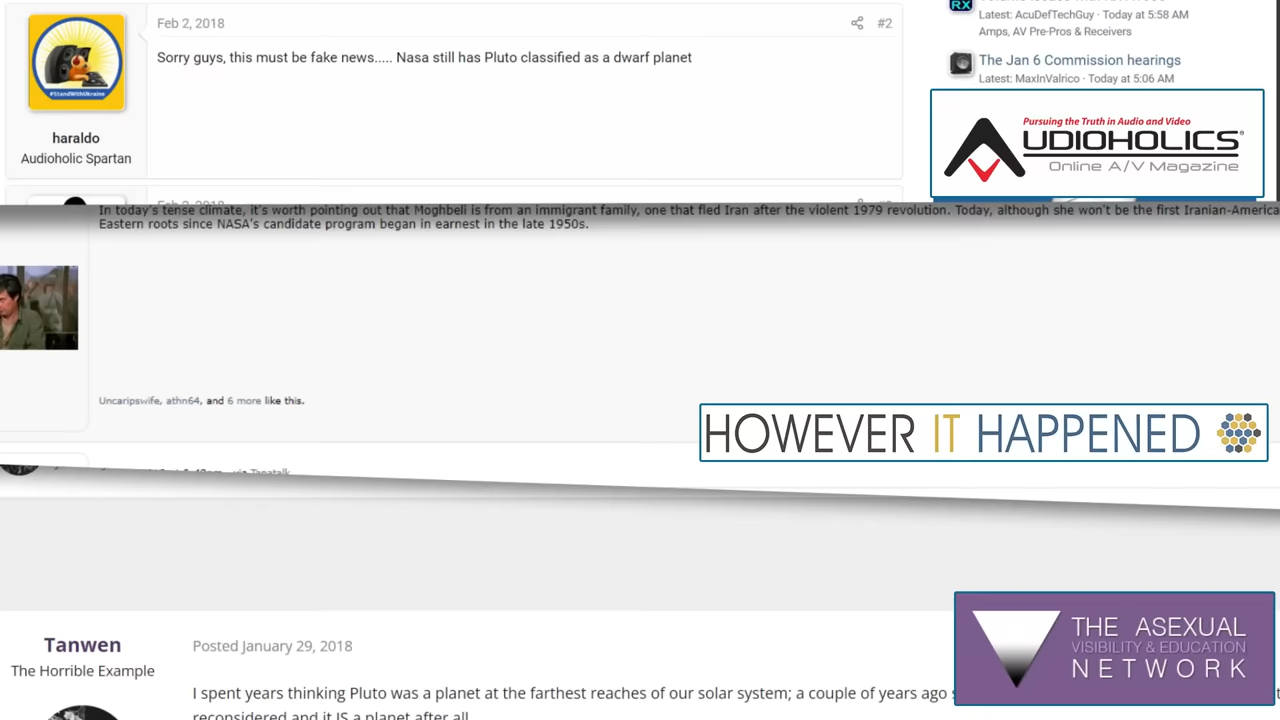 Feb 2, 2018
#2
Sorry guys, this must be fake news..... Nasa still has Pluto classified as a dwarf planet
#StandWithUkraine
haraldo
Audioholic Spartan
RX
Latest: AcuDefTechGuy · Today at 5:58 AM
Amps, AV Pre-Pros & Receivers
The Jan 6 Commission hearings
Latest: MaxInValrico · Today at 5:06 AM
Pursuing the Truth in Audio and Video
AUDIOHOLICS
Online A/V Magazine
In today's tense climate, it's worth pointing out that Moghbeli is from an immigrant family, one that fled Iran after the violent 1979 revolution. Today, although she won't be the first Iranian-America
Eastern roots since NASA's candidate program began in earnest in the late 1950s.
Uncaripswife, athn64, and 6 more like this.
HOWEVER IT HAPPENED
via Tapatalk
Tanwen
The Horrible Example
Posted January 29, 2018
I spent years thinking Pluto was a planet at the farthest reaches of our solar system; a couple of years ago
reconsidered and it IS a planet after all
THE ASEXUAL
VISIBILITY & EDUCATION
NETWORK